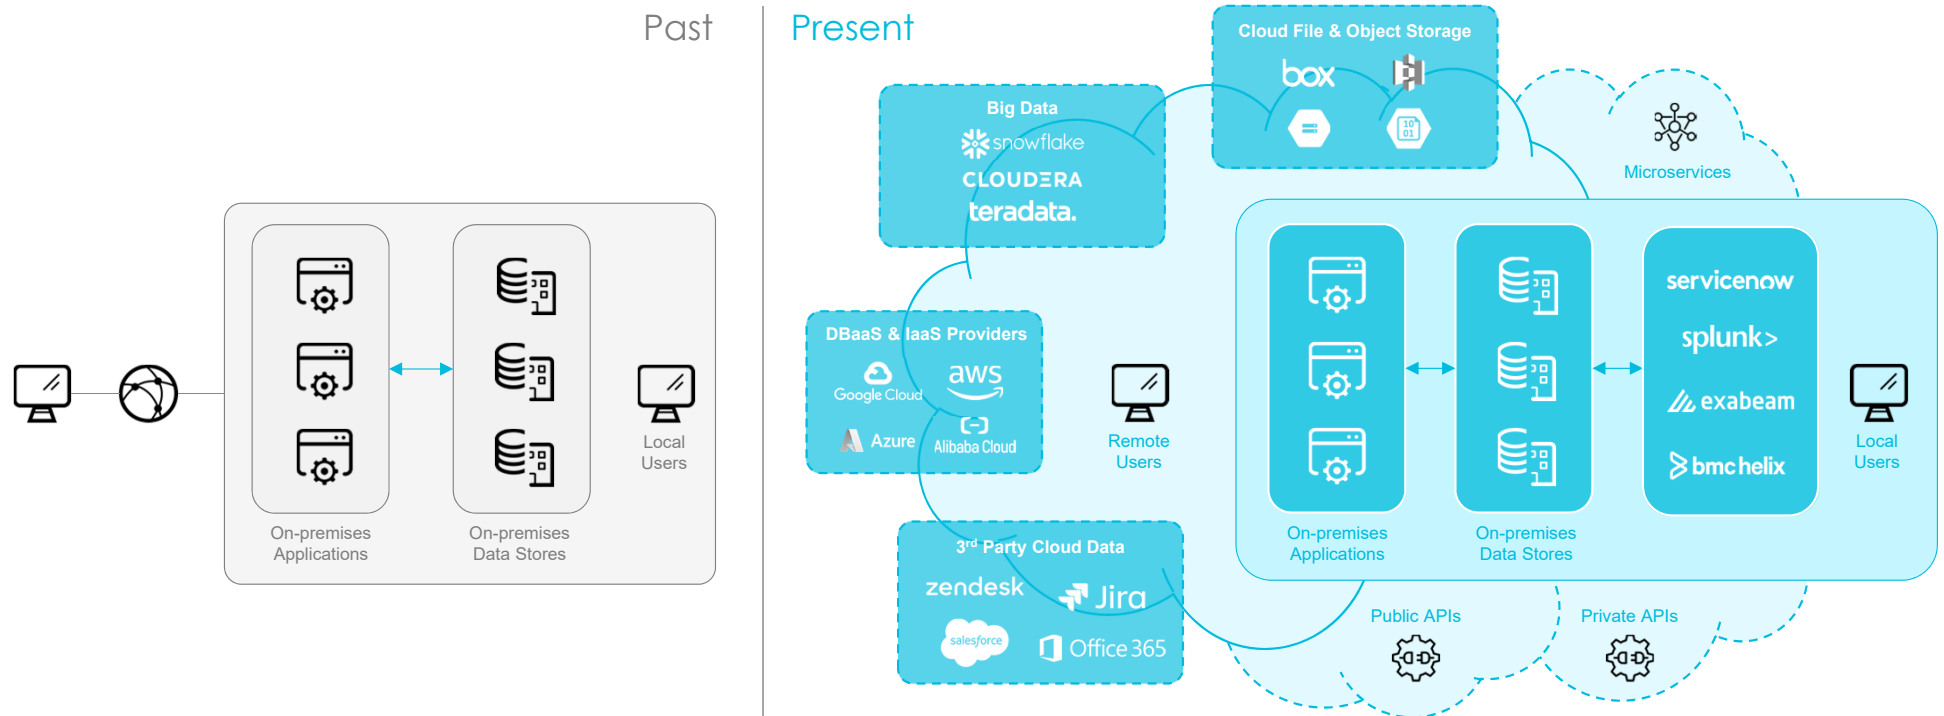 Past
Present
Local
Users
On-premises
Applications
On-premises
Data Stores
Cloud File & Object Storage
box
10
01
Big Data
snowflake
CLOUDERA
teradata.
Microservices
DBaaS & IaaS Providers
Google Cloud
aws
Azure
Alibaba Cloud
Remote
Users
3rd Party Cloud Data
zendesk
Jira
salesforce
Office 365
servicenow
splunk>
exabeam
bmc helix
Local
Users
On-premises
Applications
On-premises
Data Stores
Public APIs
Private APIs